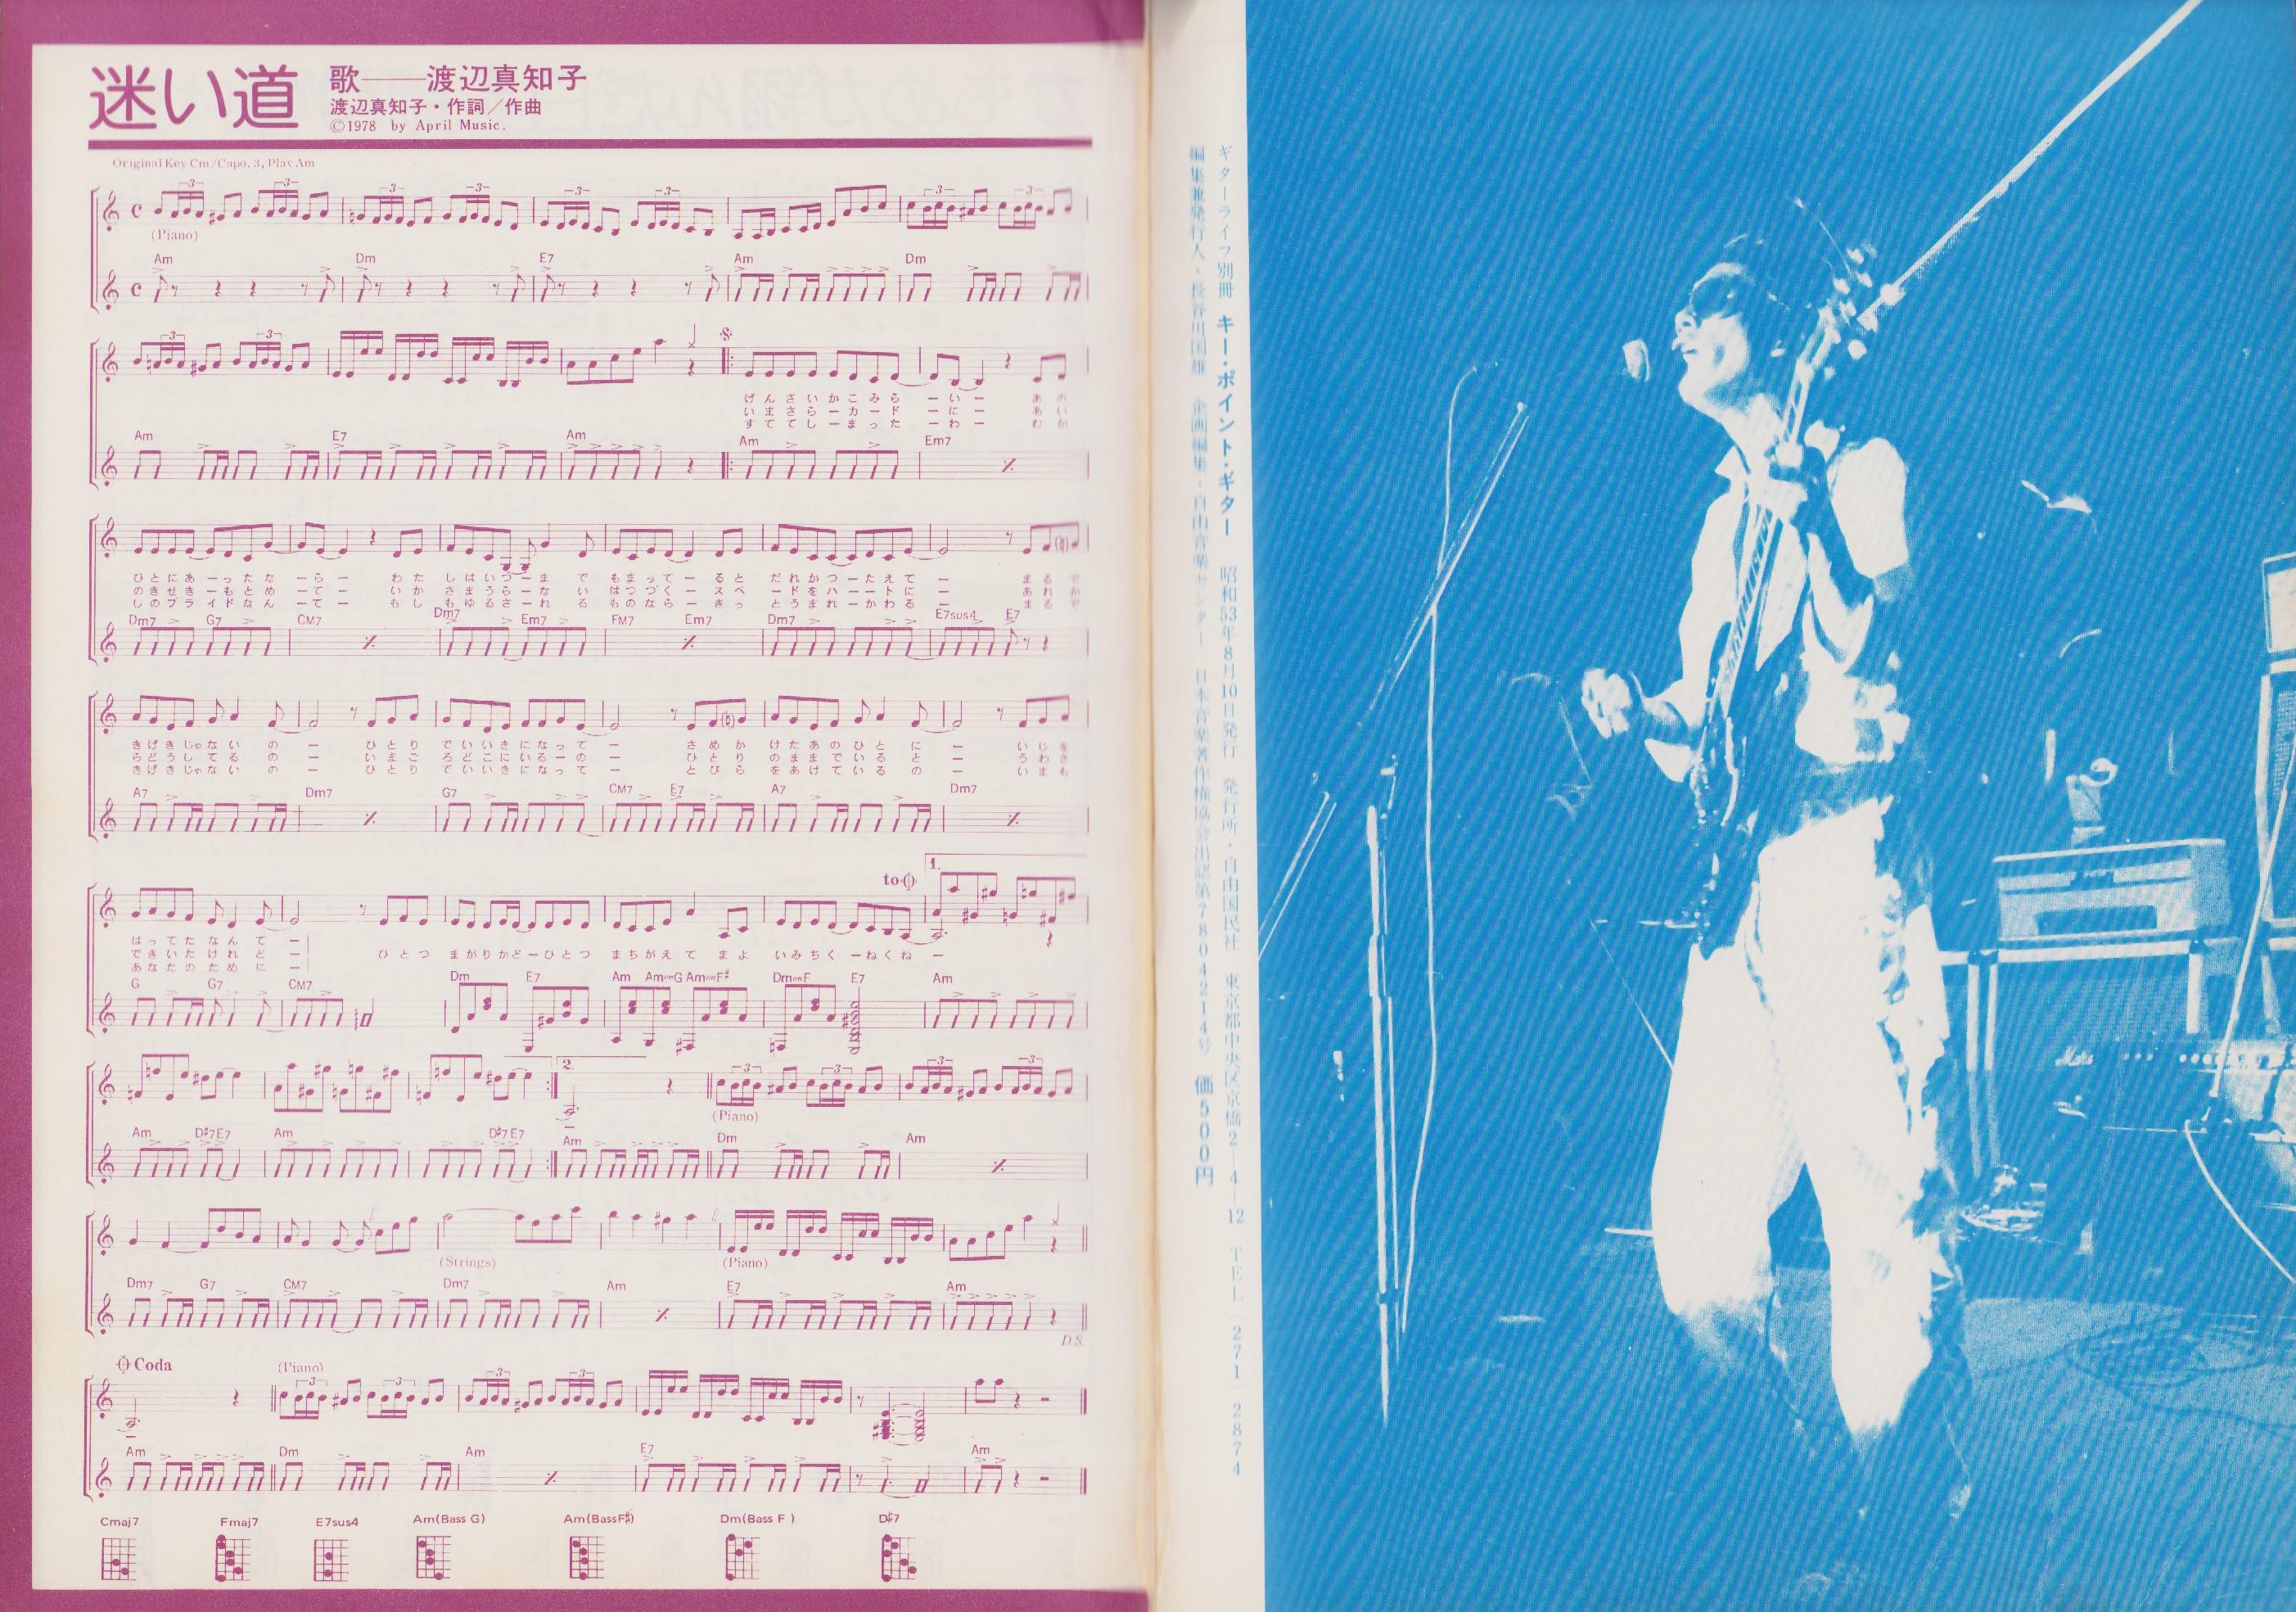 迷い道
歌──渡辺真知子
渡辺真知子・作詞／作曲
©1978 by April Music.
Original Key Cm/Capo. 3, Play Am
(Piano)
Am Dm E7 Am Dm
げんざいかこみら ーいー ああ
いまさらーカード ーにー
すててしーまった ーわー
Am E7 Am Am Em7
ひとにあーったな ーらー わた しはいつーま で もまってー ると だれかつーたえて ー まるで
のきせきーもとめ ーてー いか さまうらーな い はつづくー スペ ードをハートに ー
しのプライドなん ーてー もし もゆるさーれ る ものならー きっ とうまれーかわる ー
Dm7 G7 CM7 Dm7 Em7 FM7 Em7 Dm7 E7sus4 E7
きげきじゃない の ー ひとり でいいきになって ー さめか けたあのひと に ー
らどうしてる の ー いまご ろどこにいるーの ー ひとり のままでいる の ー
きげきじゃない の ー ひとり でいいきになって ー
A7 Dm7 G7 CM7 E7 A7 Dm7
to 1.
はってたなんて ー
できいたけれど ー ひとつ まがりかどーひとつ まちがえて まよ いみちくーねくね ー
あなたのために ー
G G7 CM7 Dm E7 Am AmonG AmonF♯ DmonF E7 Am
2.
(Piano)
Am D♯7 E7 Am D♯7 E7 Am Dm Am
(Strings) (Piano)
Dm7 G7 CM7 Dm7 Am E7 Am
D.S.
Coda (Piano)
Am Dm Am E7 Am
Cmaj7 Fmaj7 E7sus4 Am(Bass G) Am(BassF♯) Dm(Bass F ) D♯7
ギターライフ別冊 キー・ポイント・ギター 昭和53年8月10日発行 発行所・自由国民社 東京都中央区京橋2─4─12 TEL (271) 2874
編集兼発行人・長谷川国雄 企画編集・自由音楽センター 日本音楽著作権協会出認第7804214号 価500円